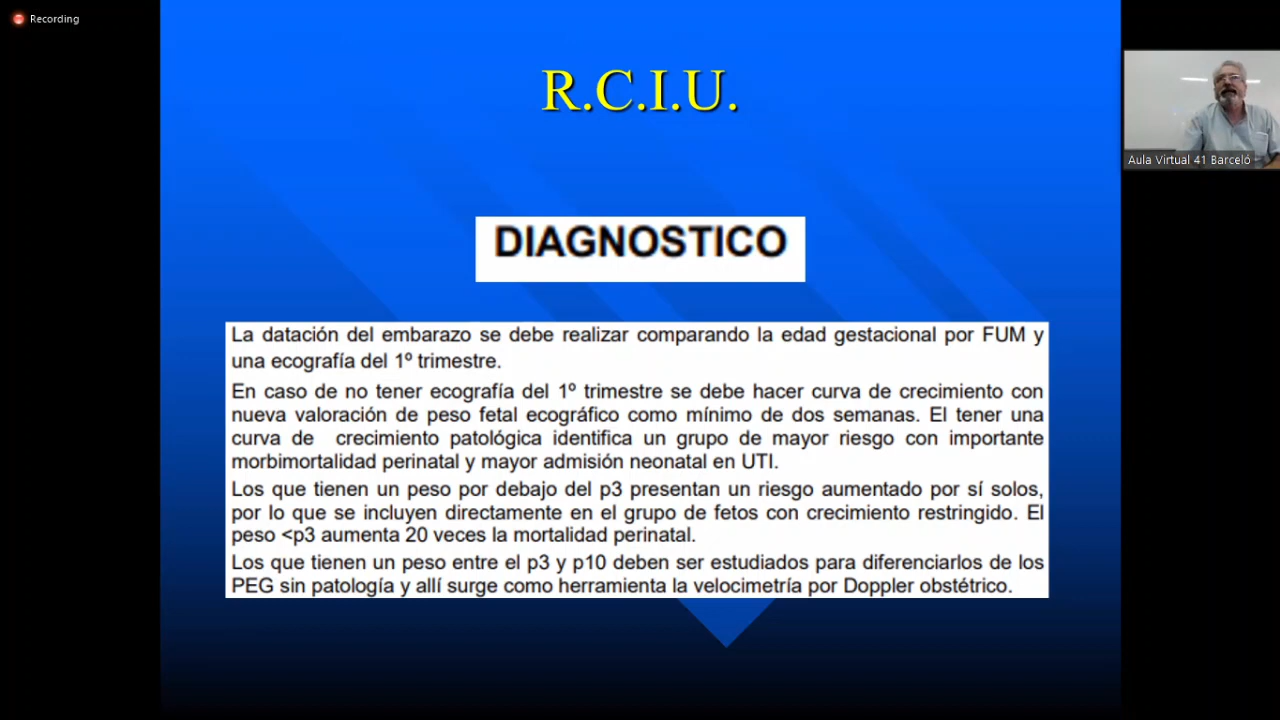 Recording
R.C.I.U.
Aula Virtual 41 Barceló
DIAGNOSTICO
La datación del embarazo se debe realizar comparando la edad gestacional por FUM y
una ecografía del 1º trimestre.
En caso de no tener ecografía del 1º trimestre se debe hacer curva de crecimiento con
nueva valoración de peso fetal ecográfico como mínimo de dos semanas. El tener una
curva de crecimiento patológica identifica un grupo de mayor riesgo con importante
morbimortalidad perinatal y mayor admisión neonatal en UTI.
Los que tienen un peso por debajo del p3 presentan un riesgo aumentado por sí solos,
por lo que se incluyen directamente en el grupo de fetos con crecimiento restringido. El
peso <p3 aumenta 20 veces la mortalidad perinatal.
Los que tienen un peso entre el p3 y p10 deben ser estudiados para diferenciarlos de los
PEG sin patología y allí surge como herramienta la velocimetría por Doppler obstétrico.